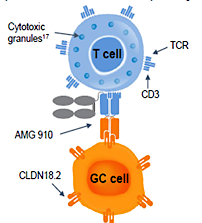 Cytotoxic
granules17
T cell
TCR
CD3
AMG 910
CLDN18.2
GC cell